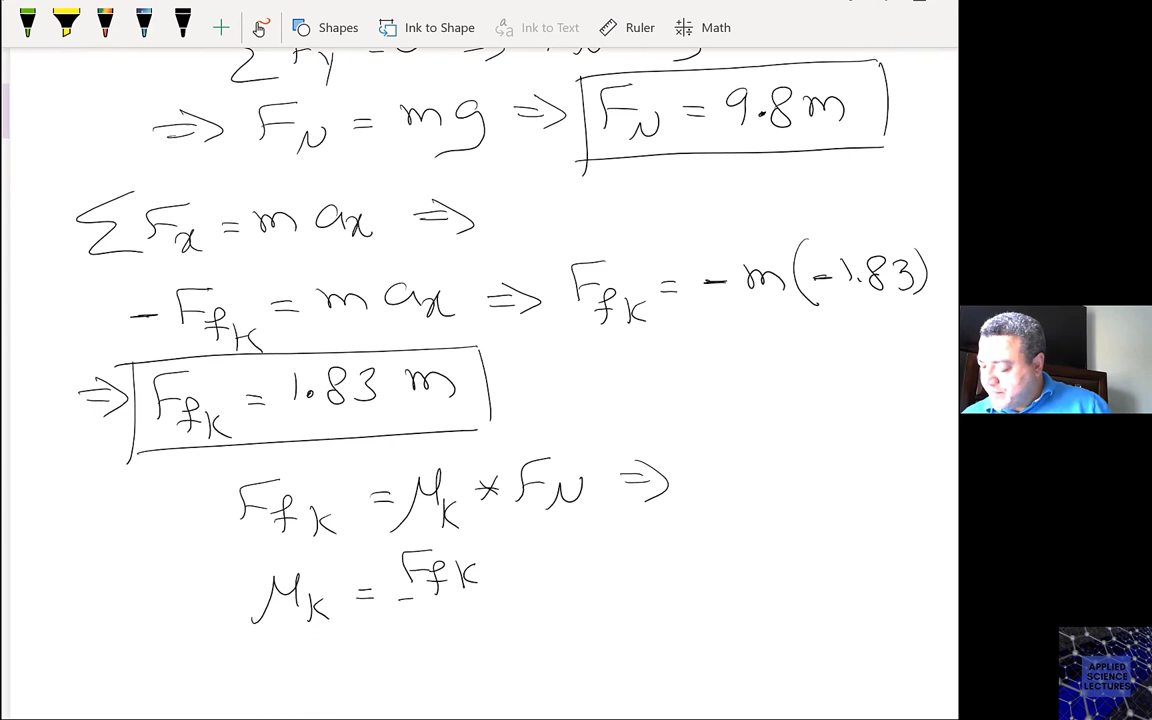 Shapes Ink to Shape Ink to Text Ruler Math
=> F_N = mg => F_N = 9.8 m
∑ F_x = m a_x =>
- F_fk = m a_x => F_fk = - m (-1.83)
=> F_fk = 1.83 m
F_fk = μ_k * F_N =>
μ_k = F_fk
APPLIED
SCIENCE
LECTURES